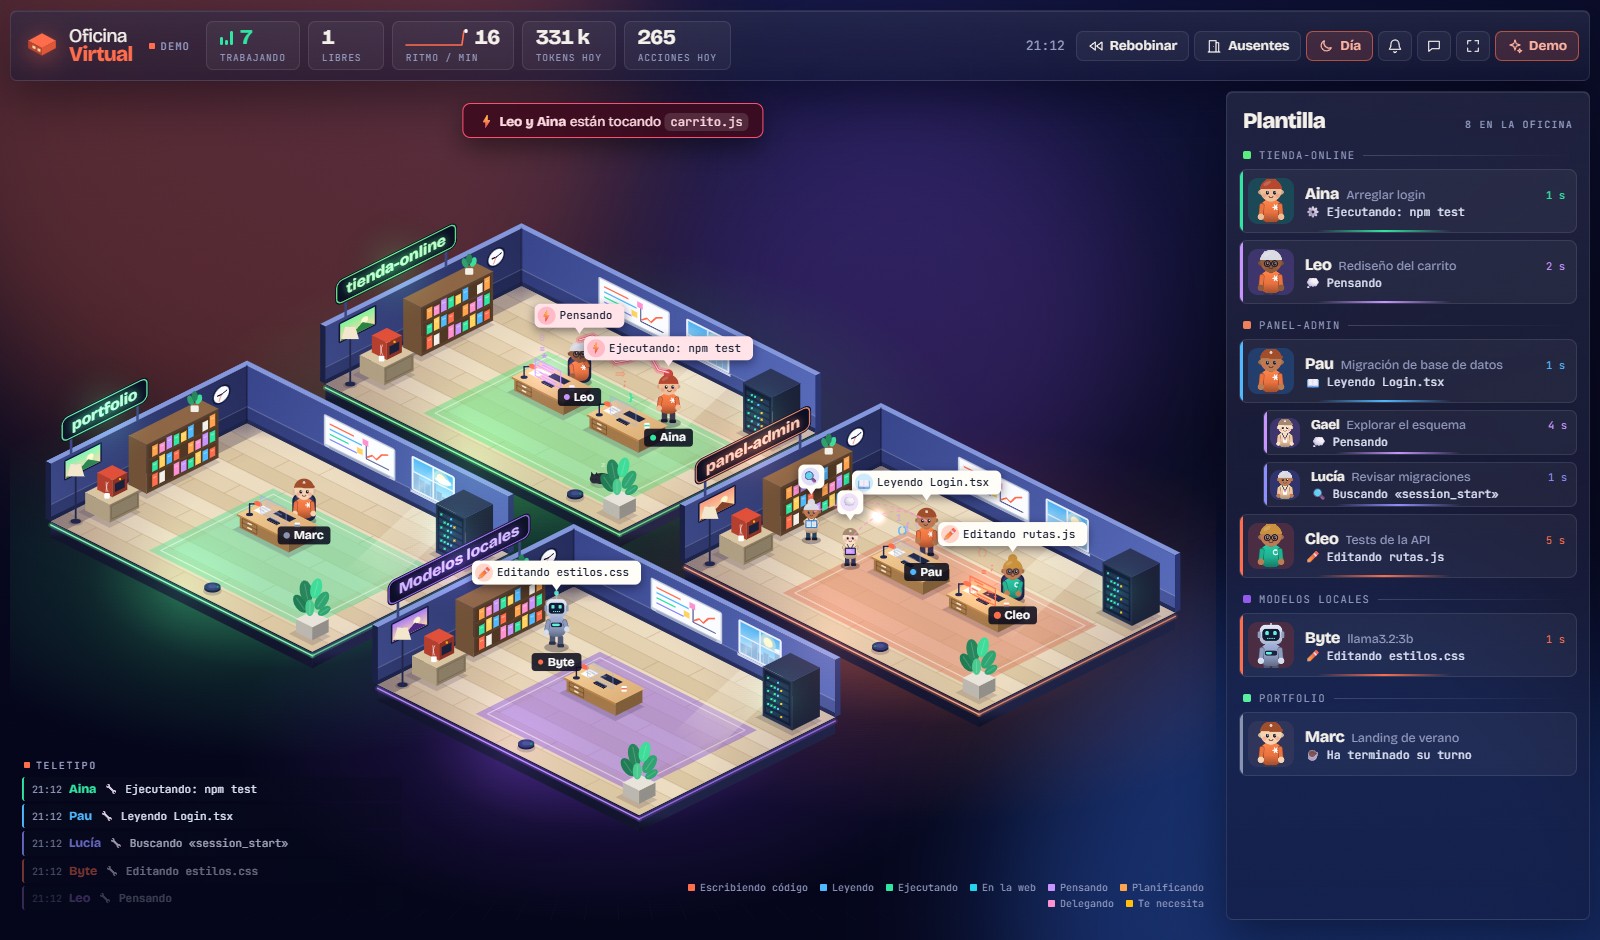 Oficina
Virtual
DEMO
7
TRABAJANDO
1
LIBRES
16
RITMO / MIN
331 k
TOKENS HOY
265
ACCIONES HOY
21:12
Rebobinar
Ausentes
Día
Demo
Leo y Aina están tocando carrito.js
tienda-online
Pensando
Ejecutando: npm test
Leo
Aina
portfolio
Marc
panel-admin
Leyendo Login.tsx
Editando rutas.js
Pau
Cleo
Modelos locales
Editando estilos.css
Byte
Plantilla
8 EN LA OFICINA
TIENDA-ONLINE
Aina Arreglar login 1 s
Ejecutando: npm test
Leo Rediseño del carrito 2 s
Pensando
PANEL-ADMIN
Pau Migración de base de datos 1 s
Leyendo Login.tsx
Gael Explorar el esquema 4 s
Pensando
Lucía Revisar migraciones 1 s
Buscando «session_start»
Cleo Tests de la API 5 s
Editando rutas.js
MODELOS LOCALES
Byte llama3.2:3b 1 s
Editando estilos.css
PORTFOLIO
Marc Landing de verano
Ha terminado su turno
TELETIPO
21:12 Aina Ejecutando: npm test
21:12 Pau Leyendo Login.tsx
21:12 Lucía Buscando «session_start»
21:12 Byte Editando estilos.css
21:12 Leo Pensando
Escribiendo código Leyendo Ejecutando En la web Pensando Planificando
Delegando Te necesita